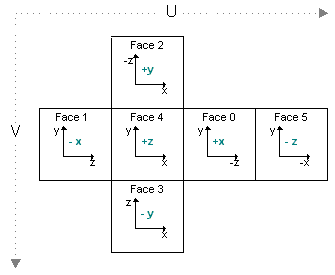 U
V
Face 2
-z
+y
x
Face 1
y
- x
z
Face 4
y
+z
x
Face 0
y
+x
-z
Face 5
y
- z
-x
Face 3
z
- y
x